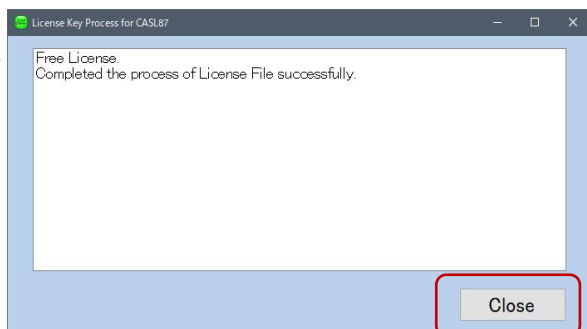 License Key Process for CASL87
Free License.
Completed the process of License File successfully.
Close